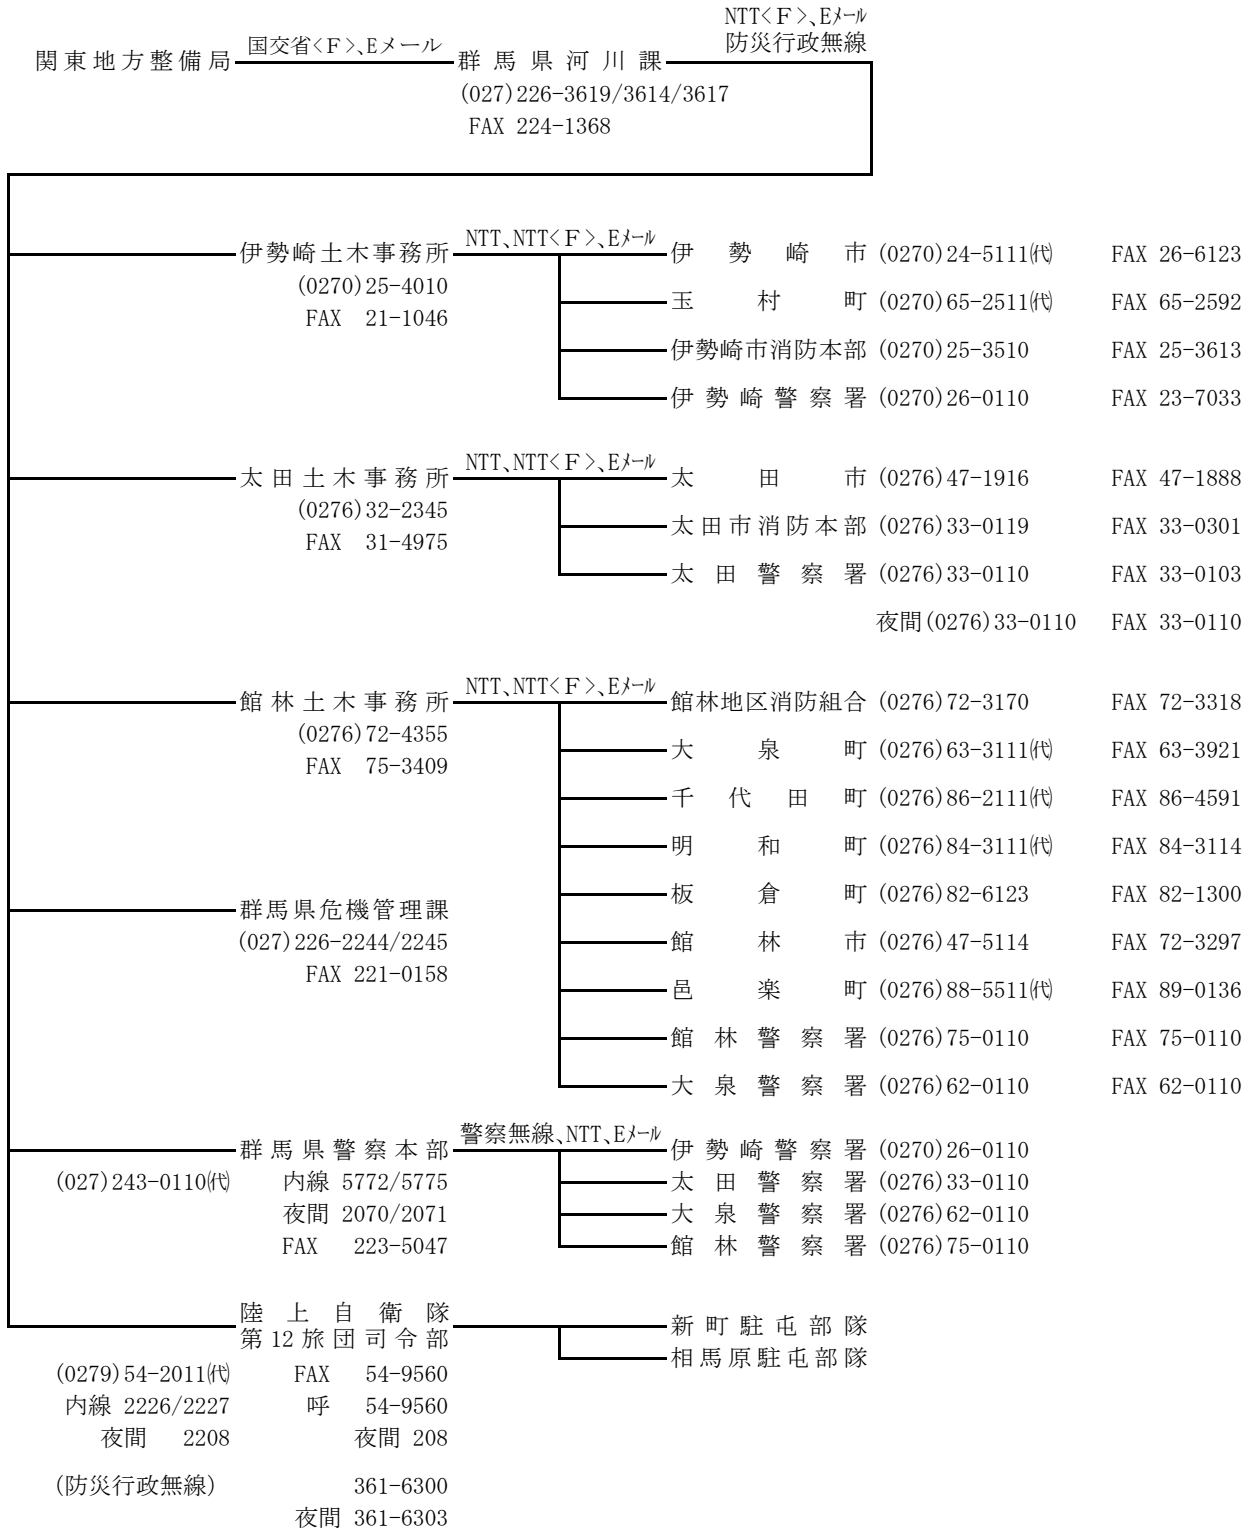 NTT<F>、Eメール
国交省<F>、Eメール 防災行政無線
関東地方整備局 群馬県河川課
(027)226-3619/3614/3617
FAX 224-1368
NTT、NTT<F>、Eメール
伊勢崎土木事務所 伊勢崎市 (0270)24-5111㈹ FAX 26-6123
(0270)25-4010
玉村町 (0270)65-2511㈹ FAX 65-2592
FAX 21-1046
伊勢崎市消防本部 (0270)25-3510 FAX 25-3613
伊勢崎警察署 (0270)26-0110 FAX 23-7033
NTT、NTT<F>、Eメール
太田土木事務所 太田市 (0276)47-1916 FAX 47-1888
(0276)32-2345
太田市消防本部 (0276)33-0119 FAX 33-0301
FAX 31-4975
太田警察署 (0276)33-0110 FAX 33-0103
夜間(0276)33-0110 FAX 33-0110
NTT、NTT<F>、Eメール
館林土木事務所 館林地区消防組合 (0276)72-3170 FAX 72-3318
(0276)72-4355
大泉町 (0276)63-3111㈹ FAX 63-3921
FAX 75-3409
千代田町 (0276)86-2111㈹ FAX 86-4591
明和町 (0276)84-3111㈹ FAX 84-3114
板倉町 (0276)82-6123 FAX 82-1300
群馬県危機管理課
(027)226-2244/2245 館林市 (0276)47-5114 FAX 72-3297
FAX 221-0158
邑楽町 (0276)88-5511㈹ FAX 89-0136
館林警察署 (0276)75-0110 FAX 75-0110
大泉警察署 (0276)62-0110 FAX 62-0110
警察無線、NTT、Eメール
群馬県警察本部 伊勢崎警察署 (0270)26-0110
(027)243-0110㈹ 内線 5772/5775 太田警察署 (0276)33-0110
夜間 2070/2071 大泉警察署 (0276)62-0110
FAX 223-5047 館林警察署 (0276)75-0110
陸上自衛隊
第12旅団司令部 新町駐屯部隊
相馬原駐屯部隊
(0279)54-2011㈹ FAX 54-9560
内線 2226/2227 呼 54-9560
夜間 2208 夜間 208
(防災行政無線) 361-6300
夜間 361-6303